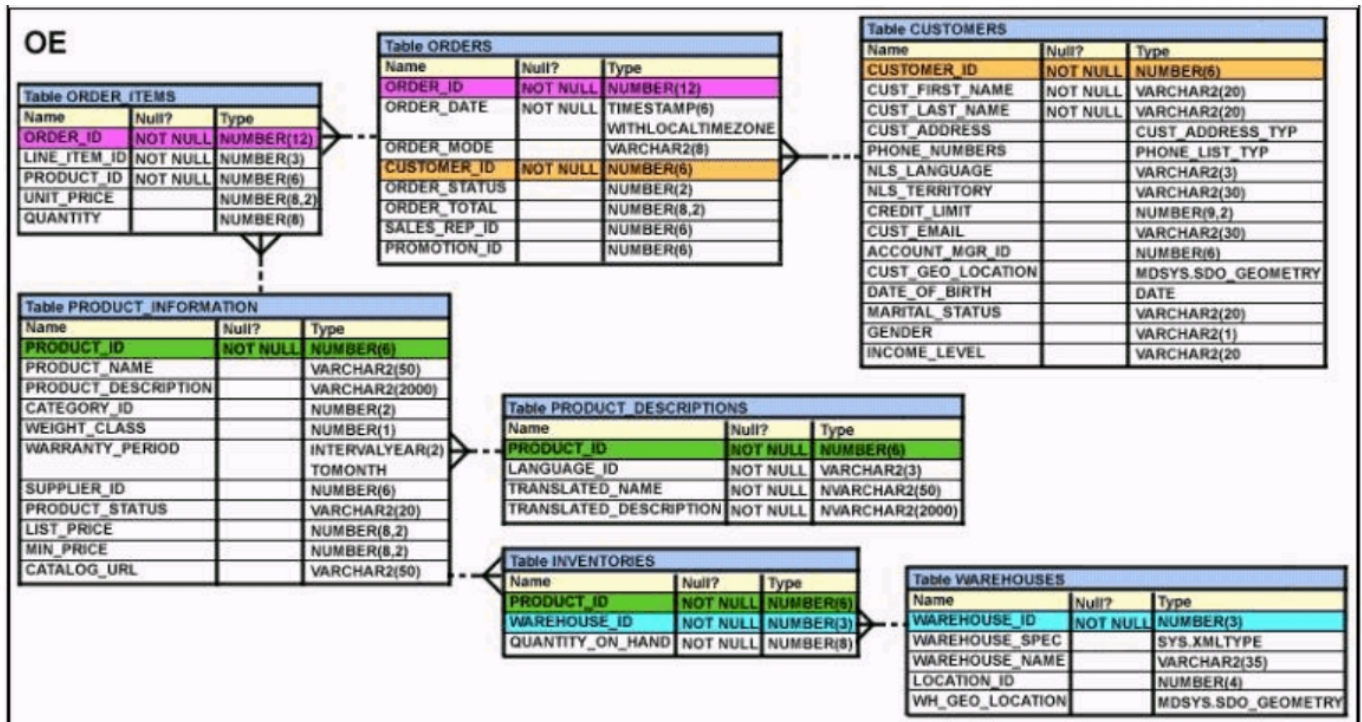 OE
Table ORDER_ITEMS
Name Null? Type
ORDER_ID NOT NULL NUMBER(12)
LINE_ITEM_ID NOT NULL NUMBER(3)
PRODUCT_ID NOT NULL NUMBER(6)
UNIT_PRICE NUMBER(8,2)
QUANTITY NUMBER(8)
Table ORDERS
Name Null? Type
ORDER_ID NOT NULL NUMBER(12)
ORDER_DATE NOT NULL TIMESTAMP(6)
WITHLOCALTIMEZONE
ORDER_MODE VARCHAR2(8)
CUSTOMER_ID NOT NULL NUMBER(6)
ORDER_STATUS NUMBER(2)
ORDER_TOTAL NUMBER(8,2)
SALES_REP_ID NUMBER(6)
PROMOTION_ID NUMBER(6)
Table CUSTOMERS
Name Null? Type
CUSTOMER_ID NOT NULL NUMBER(6)
CUST_FIRST_NAME NOT NULL VARCHAR2(20)
CUST_LAST_NAME NOT NULL VARCHAR2(20)
CUST_ADDRESS CUST_ADDRESS_TYP
PHONE_NUMBERS PHONE_LIST_TYP
NLS_LANGUAGE VARCHAR2(3)
NLS_TERRITORY VARCHAR2(30)
CREDIT_LIMIT NUMBER(9,2)
CUST_EMAIL VARCHAR2(30)
ACCOUNT_MGR_ID NUMBER(6)
CUST_GEO_LOCATION MDSYS.SDO_GEOMETRY
DATE_OF_BIRTH DATE
MARITAL_STATUS VARCHAR2(20)
GENDER VARCHAR2(1)
INCOME_LEVEL VARCHAR2(20
Table PRODUCT_INFORMATION
Name Null? Type
PRODUCT_ID NOT NULL NUMBER(6)
PRODUCT_NAME VARCHAR2(50)
PRODUCT_DESCRIPTION VARCHAR2(2000)
CATEGORY_ID NUMBER(2)
WEIGHT_CLASS NUMBER(1)
WARRANTY_PERIOD INTERVALYEAR(2)
TOMONTH
SUPPLIER_ID NUMBER(6)
PRODUCT_STATUS VARCHAR2(20)
LIST_PRICE NUMBER(8,2)
MIN_PRICE NUMBER(8,2)
CATALOG_URL VARCHAR2(50)
Table PRODUCT_DESCRIPTIONS
Name Null? Type
PRODUCT_ID NOT NULL NUMBER(6)
LANGUAGE_ID NOT NULL VARCHAR2(3)
TRANSLATED_NAME NOT NULL NVARCHAR2(50)
TRANSLATED_DESCRIPTION NOT NULL NVARCHAR2(2000)
Table INVENTORIES
Name Null? Type
PRODUCT_ID NOT NULL NUMBER(6)
WAREHOUSE_ID NOT NULL NUMBER(3)
QUANTITY_ON_HAND NOT NULL NUMBER(8)
Table WAREHOUSES
Name Null? Type
WAREHOUSE_ID NOT NULL NUMBER(3)
WAREHOUSE_SPEC SYS.XMLTYPE
WAREHOUSE_NAME VARCHAR2(35)
LOCATION_ID NUMBER(4)
WH_GEO_LOCATION MDSYS.SDO_GEOMETRY